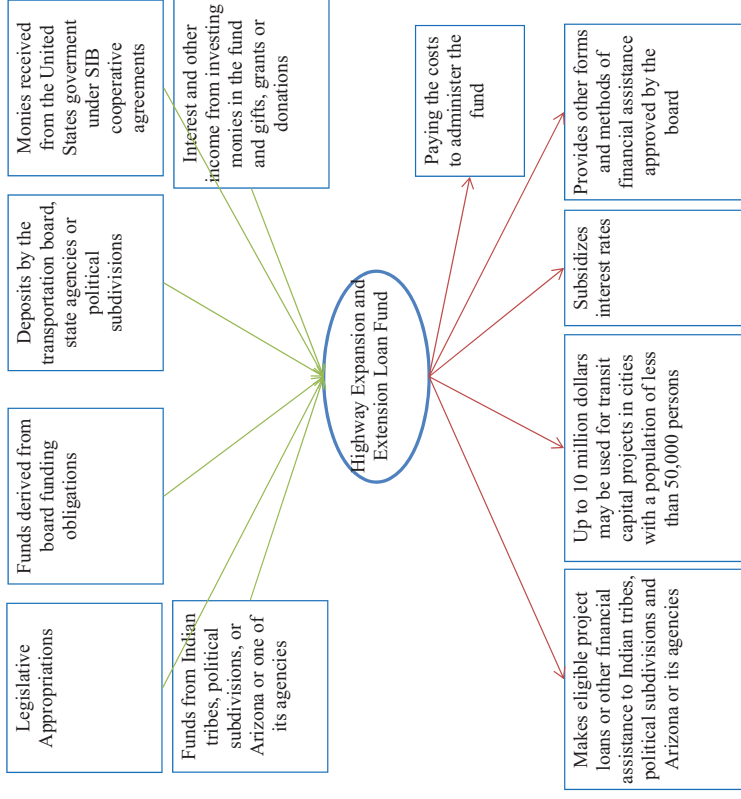 Legislative
Appropriations
Funds derived from
board funding
obligations
Deposits by the
transportation board,
state agencies or
political
subdivisions
Monies received
from the United
States goverment
under SIB
cooperative
agreements
Funds from Indian
tribes, political
subdivisions, or
Arizona or one of
its agencies
Interest and other
income from investing
monies in the fund
and gifts, grants or
donations
Highway Expansion and
Extension Loan Fund
Paying the costs
to administer the
fund
Makes eligible project
loans or other financial
assistance to Indian tribes,
political subdivisions and
Arizona or its agencies
Up to 10 million dollars
may be used for transit
capital projects in cities
with a population of less
than 50,000 persons
Subsidizes
interest rates
Provides other forms
and methods of
financial assistance
approved by the
board